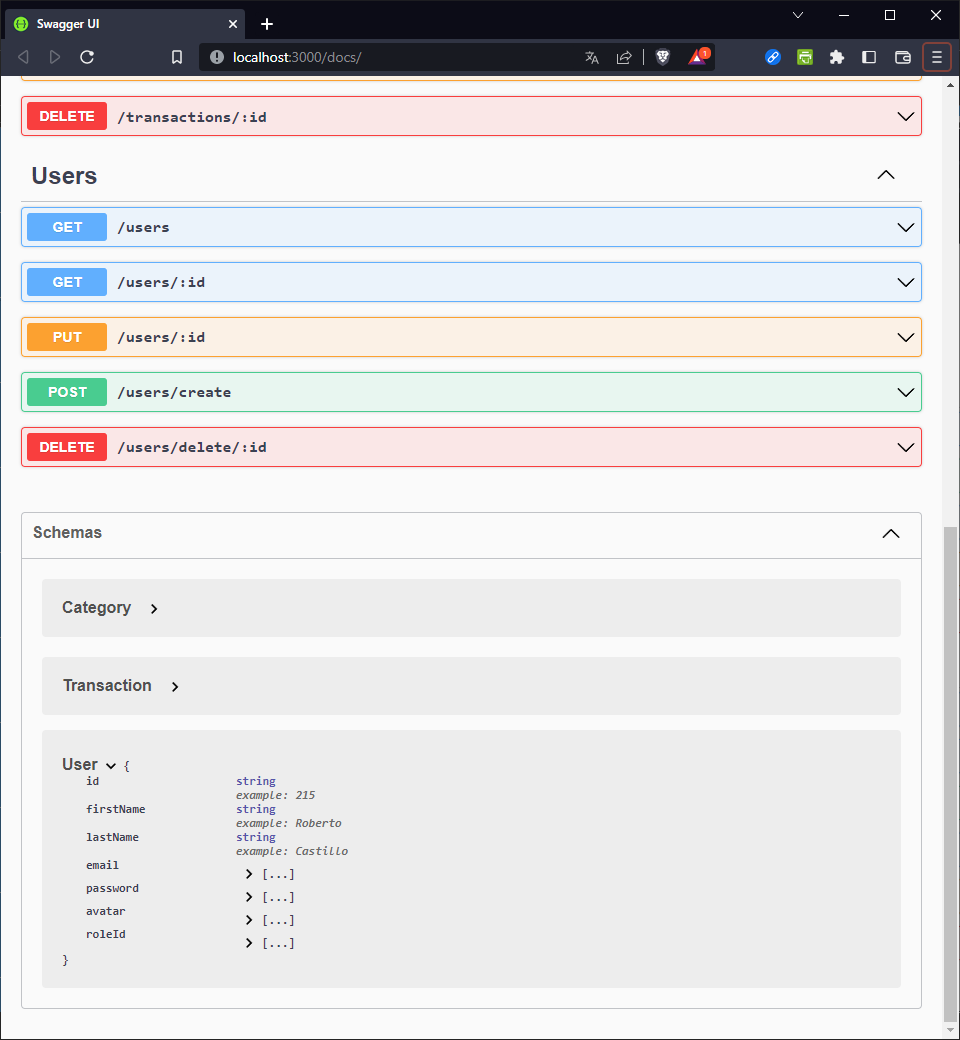 Swagger UI
localhost:3000/docs/
1
DELETE /transactions/:id
Users
GET /users
GET /users/:id
PUT /users/:id
POST /users/create
DELETE /users/delete/:id
Schemas
Category
Transaction
User {
id string
example: 215
firstName string
example: Roberto
lastName string
example: Castillo
email [...]
password [...]
avatar [...]
roleId [...]
}